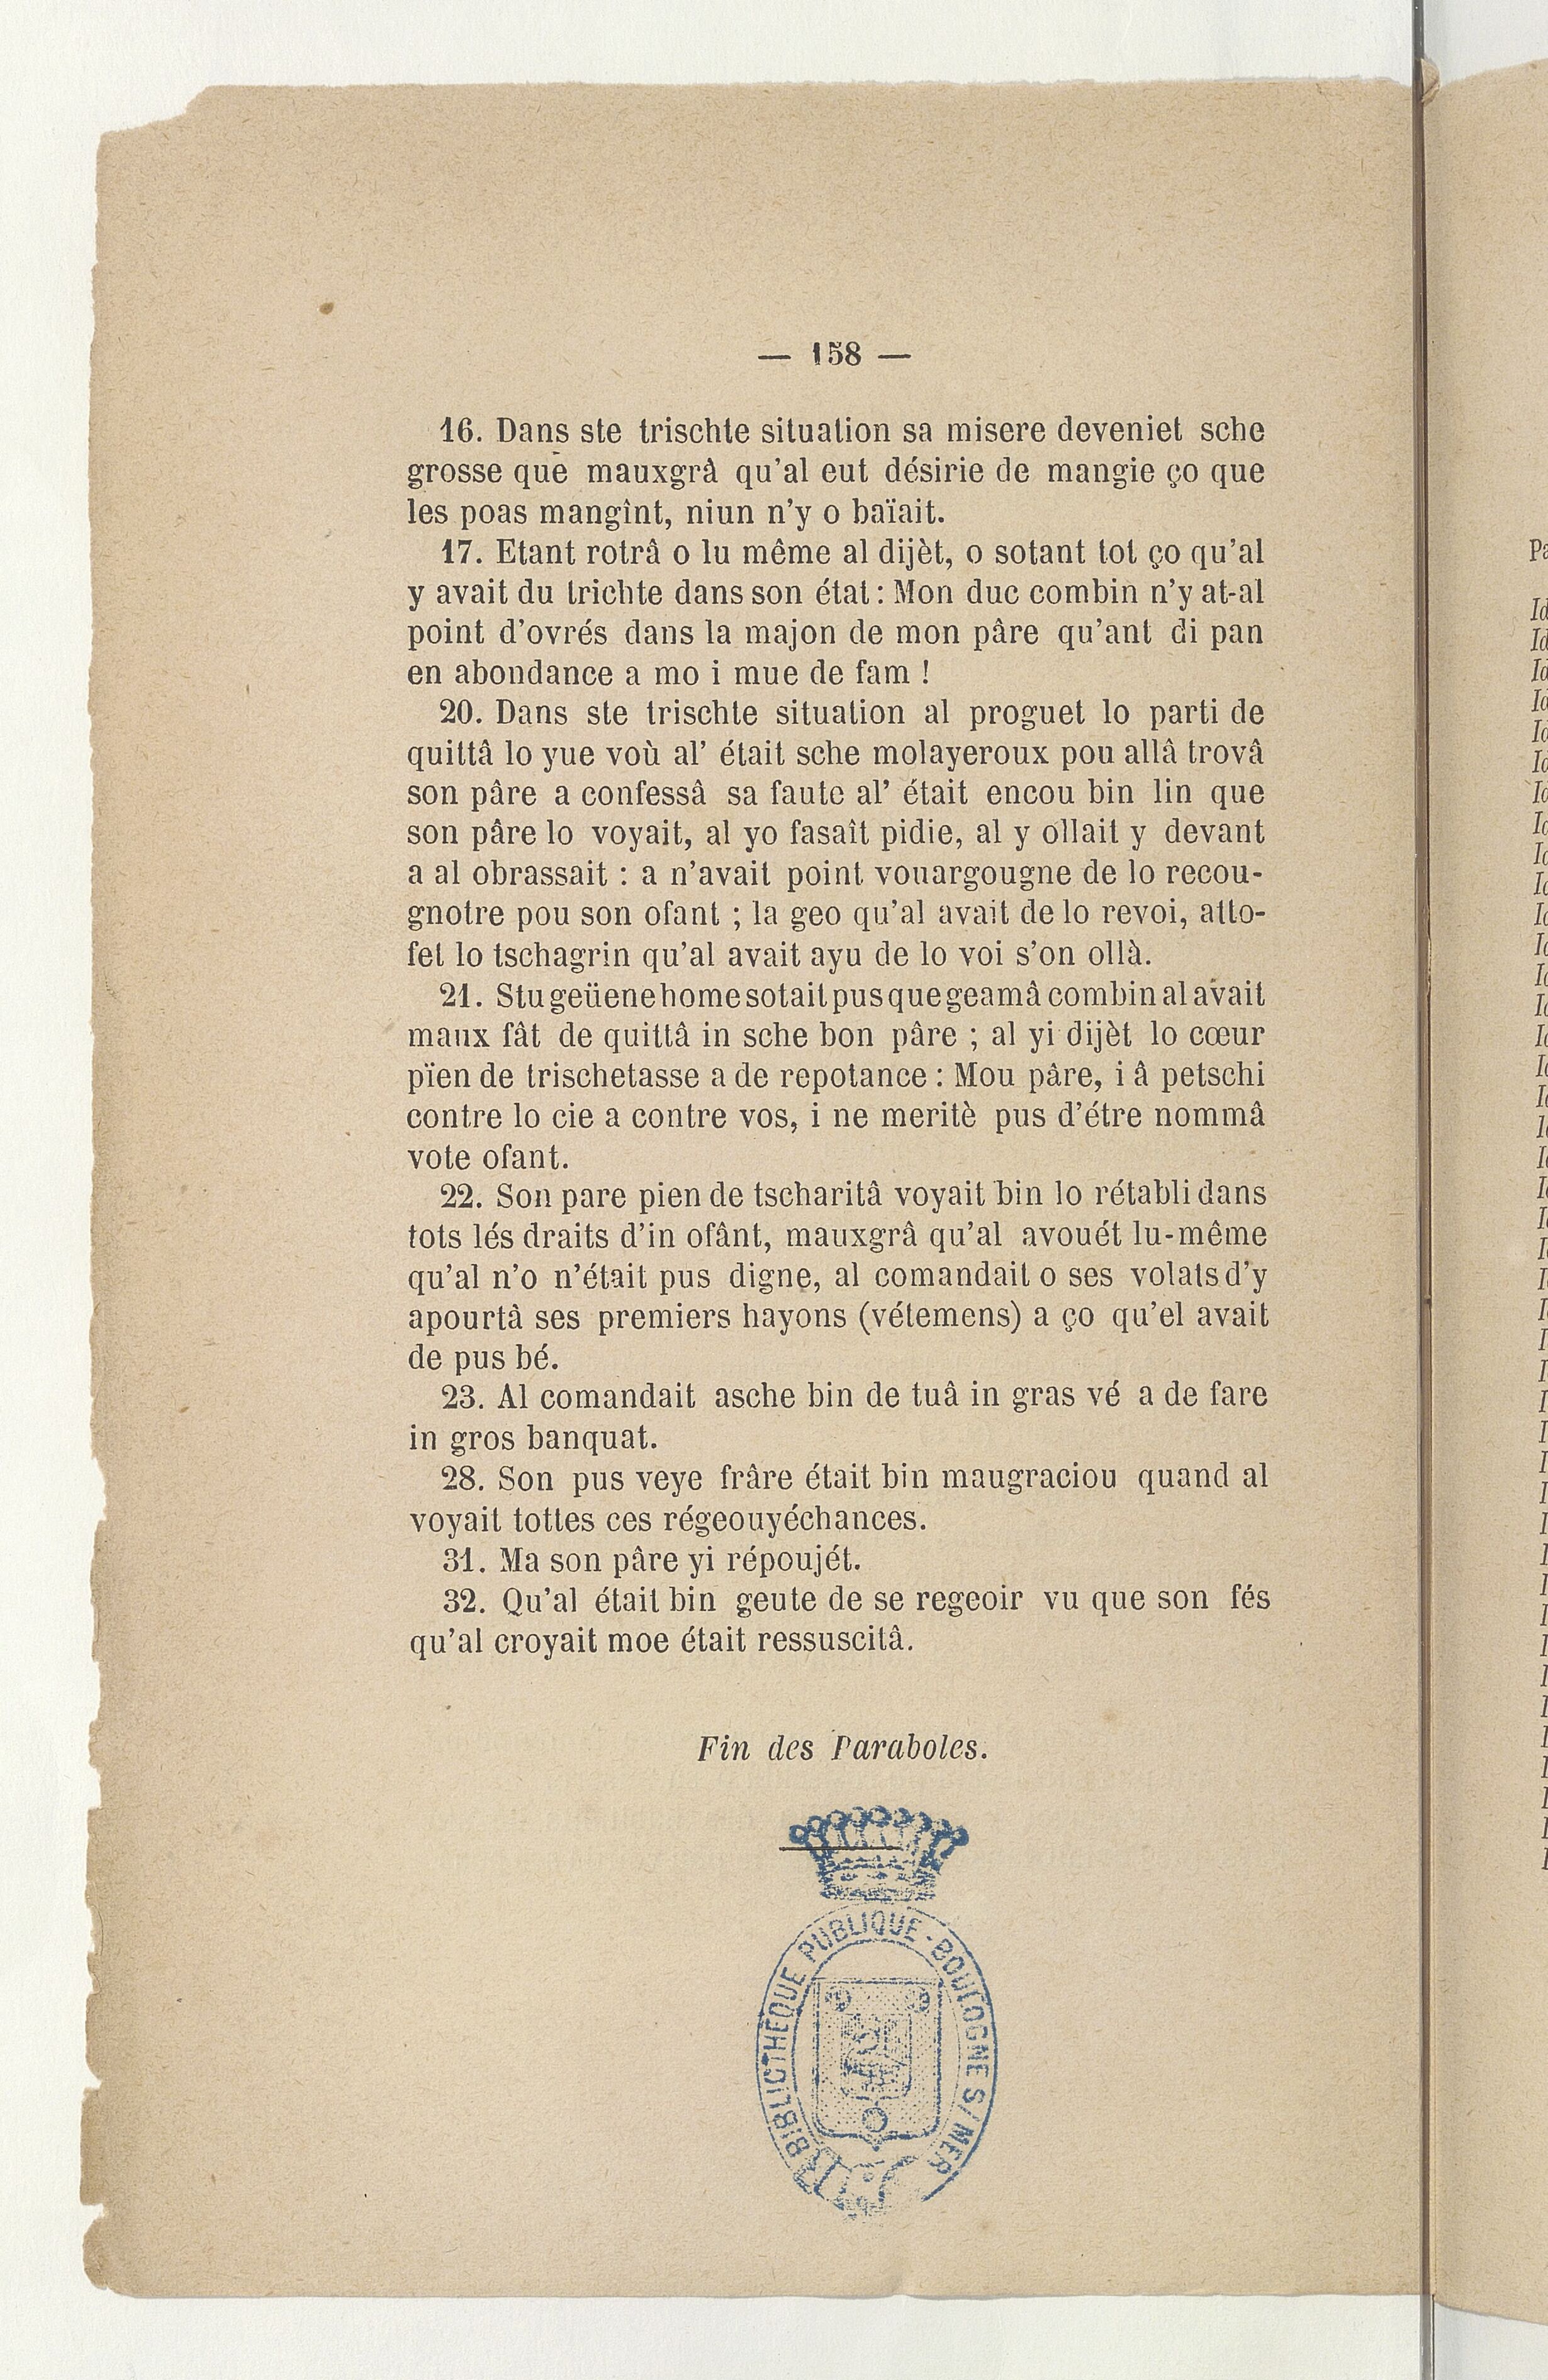 — 158 —
16. Dans ste trischte situation sa misere deveniet sche
grosse què mauxgrâ qu'al eut désirie de mangie ço que
les poas mangînt, niun n'y o baïait.
17. Etant rotrâ o lu même al dijèt, o sotant tot ço qu'al
y avait du trichte dans son état : Mon duc combin n'y at-al
point d'ovrés dans la majon de mon pâre qu'ant di pan
en abondance a mo i mue de fam !
20. Dans ste trischte situation al proguet lo parti de
quittâ lo yue voù al' était sche molayeroux pou allâ trovâ
son pâre a confessâ sa faute al' était encou bin lin que
son pâre lo voyait, al yo fasaît pidie, al y ollait y devant
a al obrassait : a n'avait point vouargougne de lo recou-
gnotre pou son ofant ; la geo qu'al avait de lo revoi, atto-
fet lo tschagrin qu'al avait ayu de lo voi s'on ollà.
21. Stu geüene home sotait pus que geamâ combin al avait
maux fât de quittâ in sche bon pâre ; al yi dijèt lo cœur
pïen de trischetasse a de repotance : Mou pâre, i â petschi
contre lo cie a contre vos, i ne meritè pus d'étre nommâ
vote ofant.
22. Son pare pien de tscharitâ voyait bin lo rétabli dans
tots lés draits d'in ofânt, mauxgrâ qu'al avouét lu-même
qu'al n'o n'était pus digne, al comandait o ses volats d'y
apourtâ ses premiers hayons (vétemens) a ço qu'el avait
de pus bé.
23. Al comandait asche bin de tuâ in gras vé a de fare
in gros banquat.
28. Son pus veye frâre était bin maugraciou quand al
voyait tottes ces régeouyéchances.
31. Ma son pâre yi répoujét.
32. Qu'al était bin geute de se regeoir vu que son fés
qu'al croyait moe était ressuscitâ.
Fin des Paraboles.
BIBLIOTHÈQUE PUBLIQUE - BOULOGNE S/MER